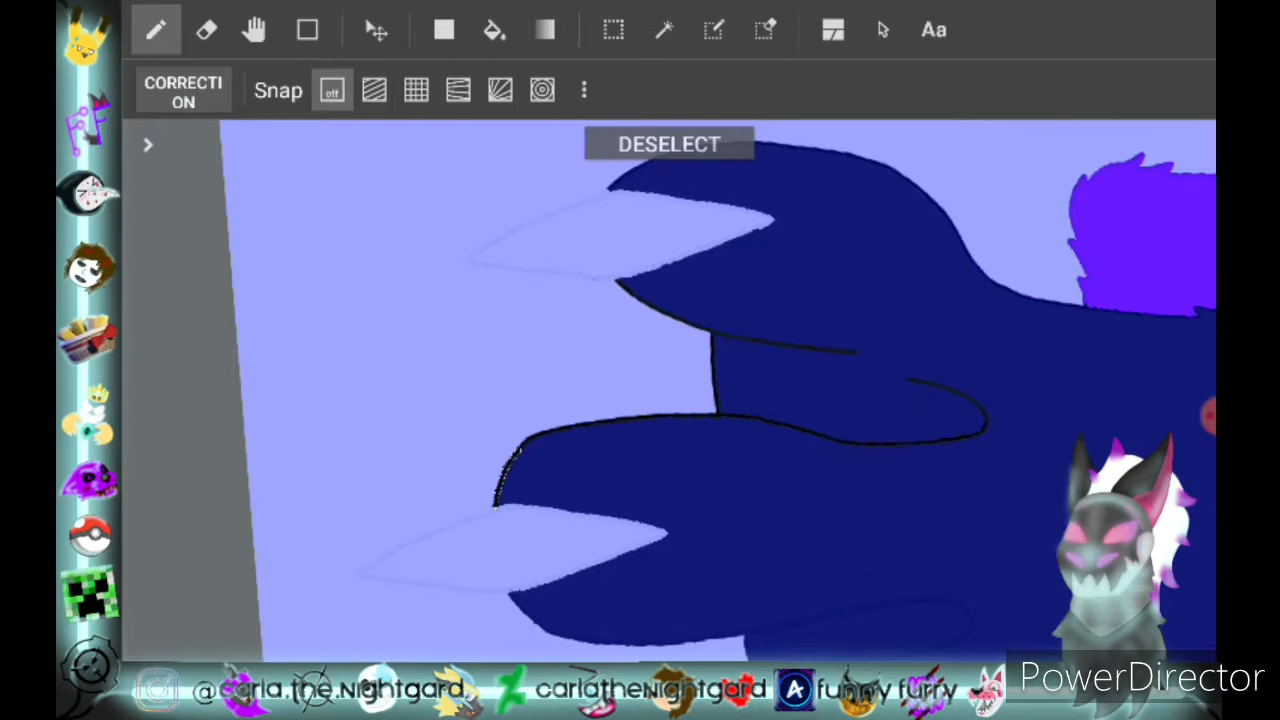 Aa
CORRECTI
ON
Snap
off
DESELECT
@carla.the.Nightgard
carlatheNightgard
A
funny furry
PowerDirector